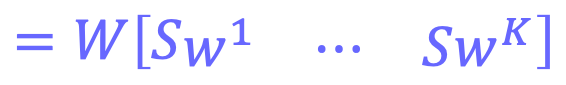 = W[Sw¹ ... Swᴷ]